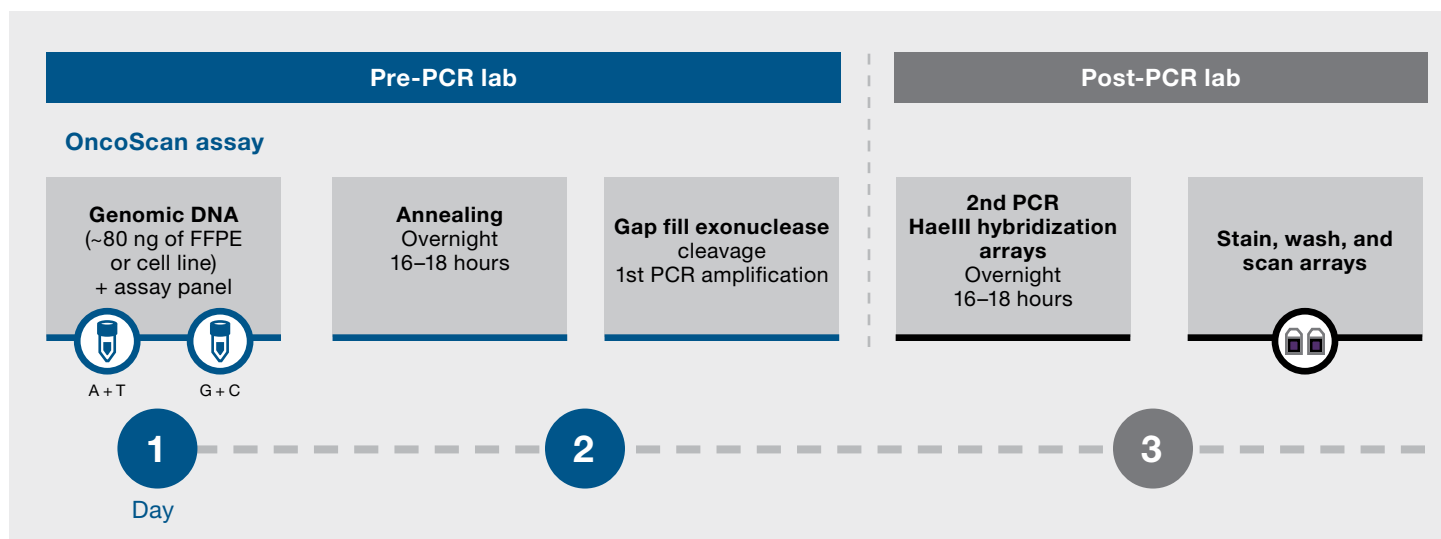 Pre-PCR lab
Post-PCR lab
OncoScan assay
Genomic DNA
(~80 ng of FFPE
or cell line)
+ assay panel
A + T
G + C
Annealing
Overnight
16–18 hours
Gap fill exonuclease
cleavage
1st PCR amplification
2nd PCR
HaeIII hybridization
arrays
Overnight
16–18 hours
Stain, wash, and
scan arrays
1
2
3
Day